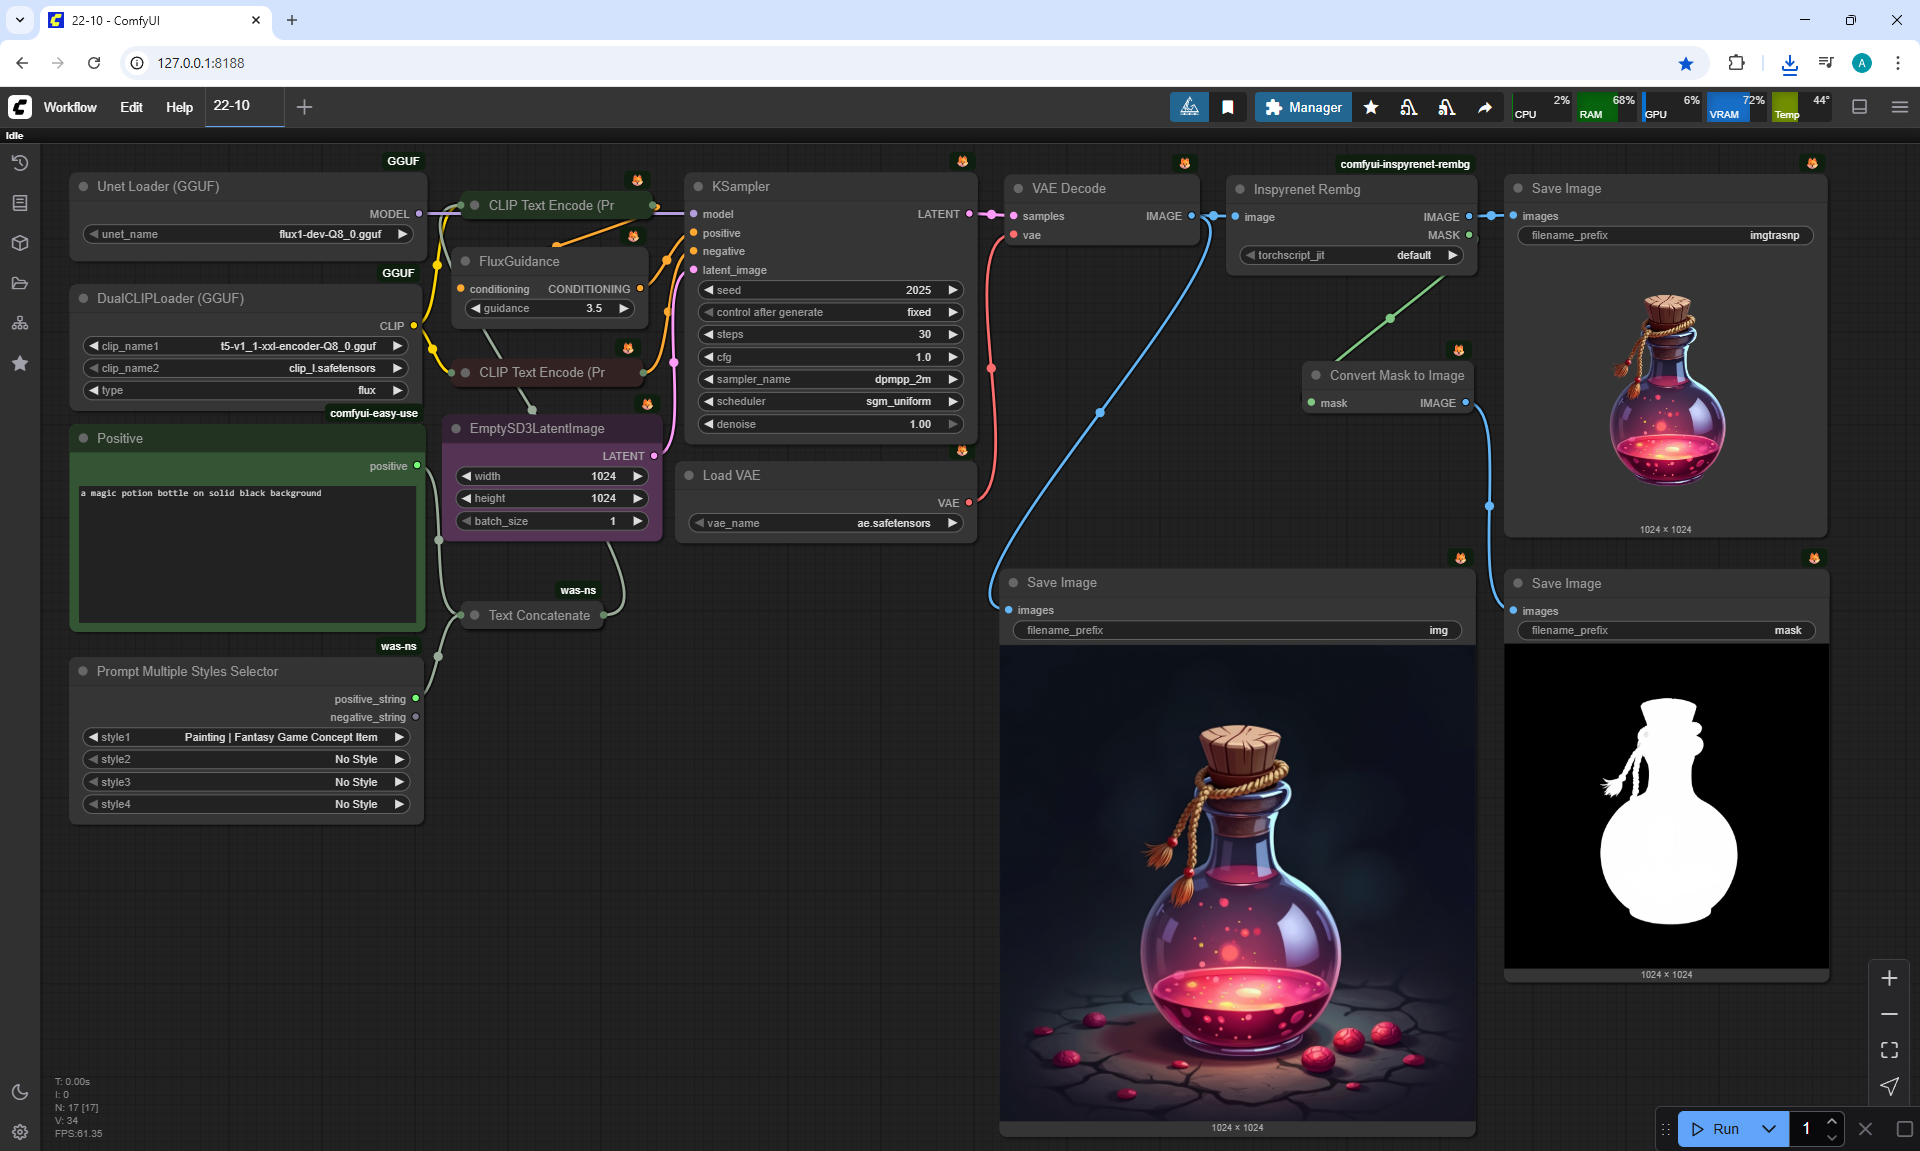 22-10 - ComfyUI
127.0.0.1:8188
A
Workflow
Edit
Help
22-10
Manager
CPU
2%
RAM
68%
GPU
6%
VRAM
72%
Temp
44°
Idle
GGUF
Unet Loader (GGUF)
MODEL
unet_name
flux1-dev-Q8_0.gguf
GGUF
DualCLIPLoader (GGUF)
CLIP
clip_name1
t5-v1_1-xxl-encoder-Q8_0.gguf
clip_name2
clip_l.safetensors
type
flux
comfyui-easy-use
Positive
positive
a magic potion bottle on solid black background
was-ns
Prompt Multiple Styles Selector
positive_string
negative_string
style1
Painting | Fantasy Game Concept Item
style2
No Style
style3
No Style
style4
No Style
CLIP Text Encode (Pr
FluxGuidance
conditioning
CONDITIONING
guidance
3.5
CLIP Text Encode (Pr
EmptySD3LatentImage
LATENT
width
1024
height
1024
batch_size
1
was-ns
Text Concatenate
KSampler
model
LATENT
positive
negative
latent_image
seed
2025
control after generate
fixed
steps
30
cfg
1.0
sampler_name
dpmpp_2m
scheduler
sgm_uniform
denoise
1.00
Load VAE
VAE
vae_name
ae.safetensors
VAE Decode
samples
IMAGE
vae
comfyui-inspyrenet-rembg
Inspyrenet Rembg
image
IMAGE
MASK
torchscript_jit
default
Convert Mask to Image
mask
IMAGE
Save Image
images
filename_prefix
imgtrasnp
1024 × 1024
Save Image
images
filename_prefix
img
1024 × 1024
Save Image
images
filename_prefix
mask
1024 × 1024
T: 0.00s
I: 0
N: 17 [17]
V: 34
FPS:61.35
Run
1